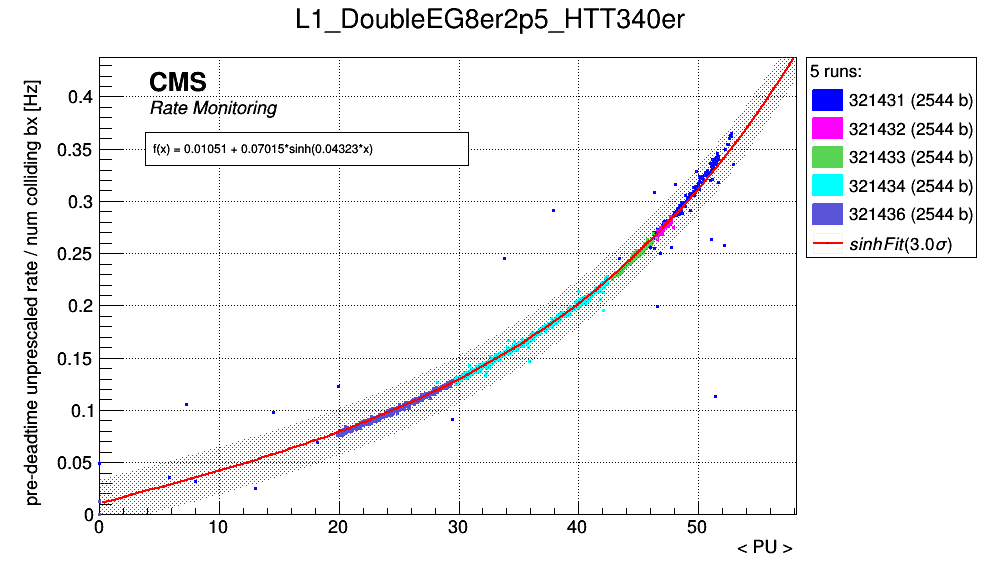 L1_DoubleEG8er2p5_HTT340er
pre-deadtime unprescaled rate / num colliding bx [Hz]
CMS
Rate Monitoring
f(x) = 0.01051 + 0.07015*sinh(0.04323*x)
0.4
0.35
0.3
0.25
0.2
0.15
0.1
0.05
0
0
10
20
30
40
50
< PU >
5 runs:
321431 (2544 b)
321432 (2544 b)
321433 (2544 b)
321434 (2544 b)
321436 (2544 b)
sinhFit(3.0σ)